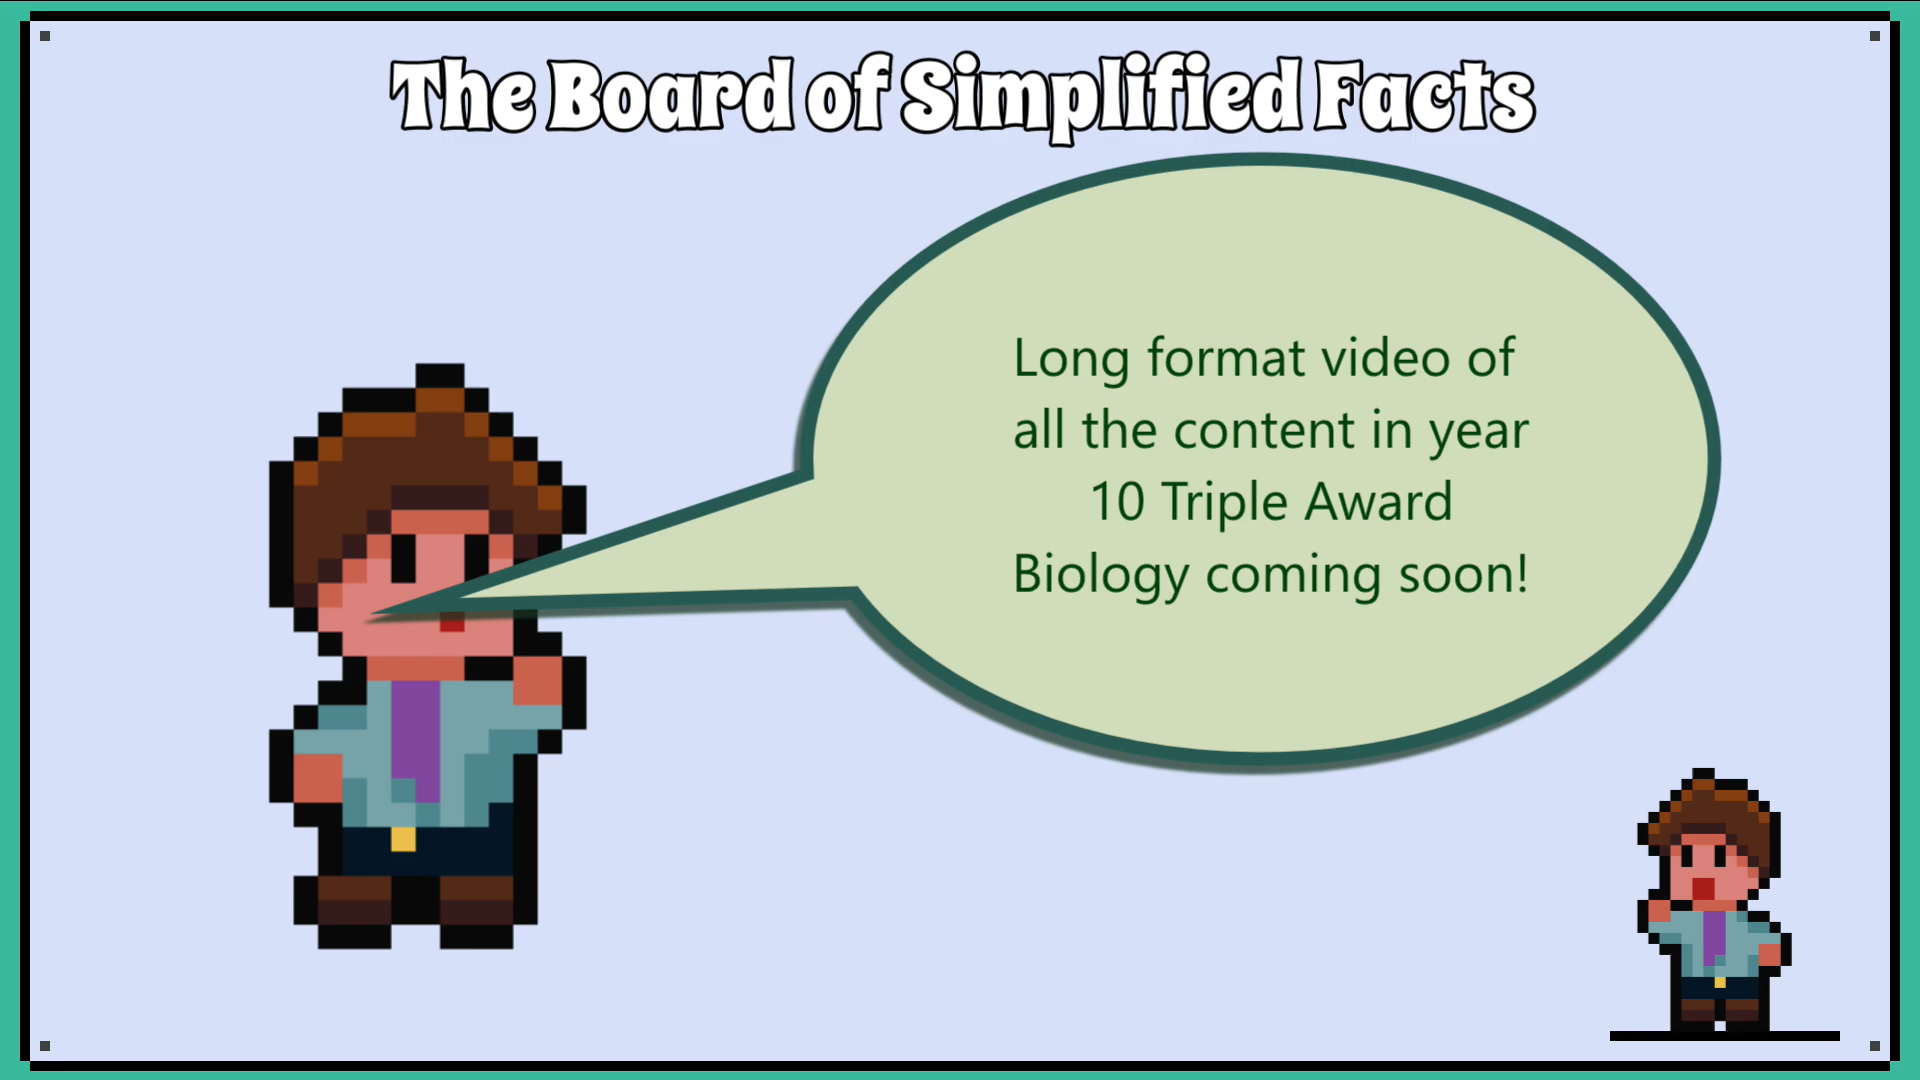 The Board of Simplified Facts
Long format video of
all the content in year
10 Triple Award
Biology coming soon!